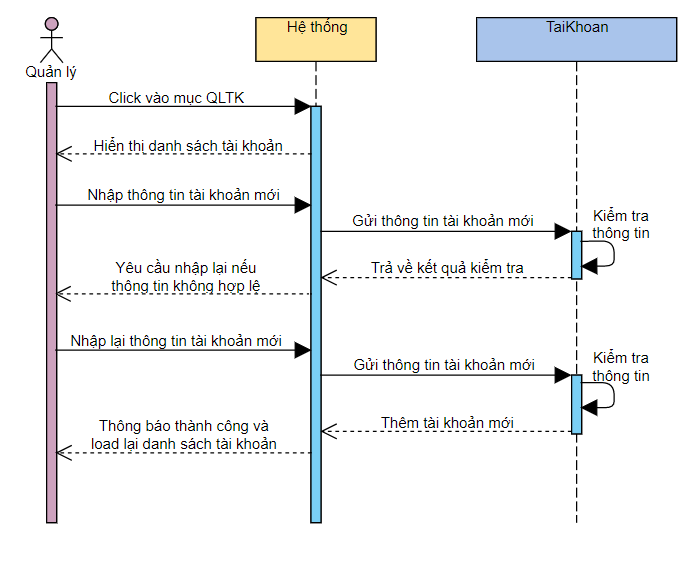 Hệ thống
TaiKhoan
Quản lý
Click vào mục QLTK
Hiển thị danh sách tài khoản
Nhập thông tin tài khoản mới
Gửi thông tin tài khoản mới
Kiểm tra
thông tin
Trả về kết quả kiểm tra
Yêu cầu nhập lại nếu
thông tin không hợp lệ
Nhập lại thông tin tài khoản mới
Gửi thông tin tài khoản mới
Kiểm tra
thông tin
Thêm tài khoản mới
Thông báo thành công và
load lại danh sách tài khoản